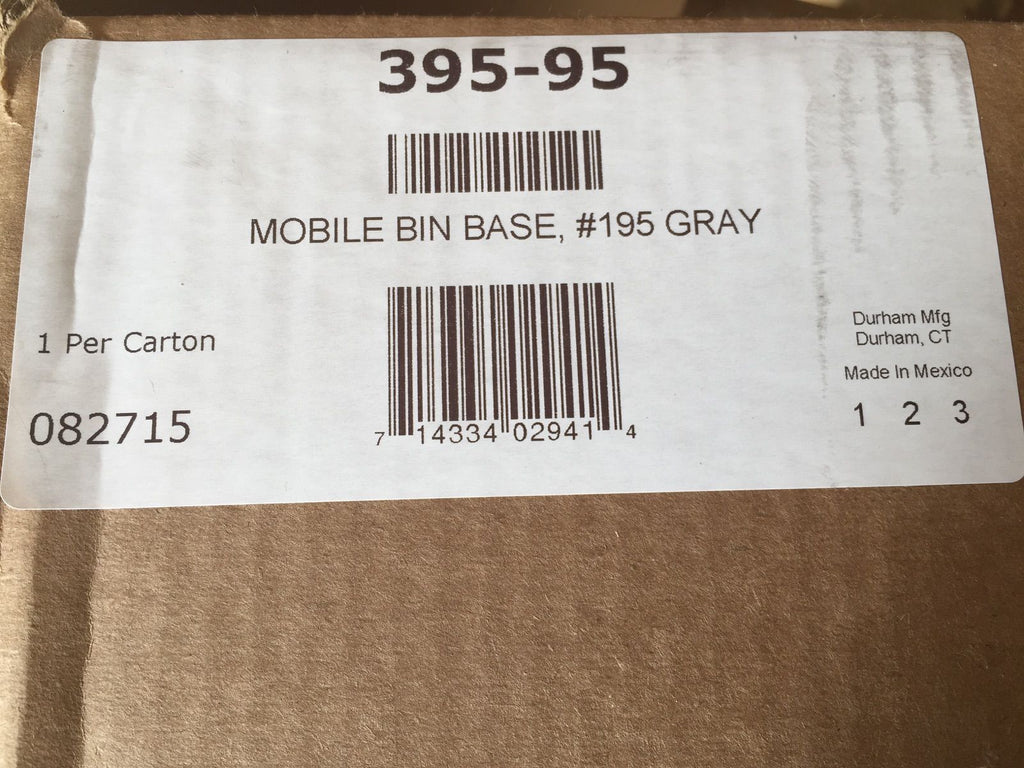 395-95
MOBILE BIN BASE, #195 GRAY
1 Per Carton
082715
7 14334 02941 4
Durham Mfg
Durham, CT
Made In Mexico
1 2 3